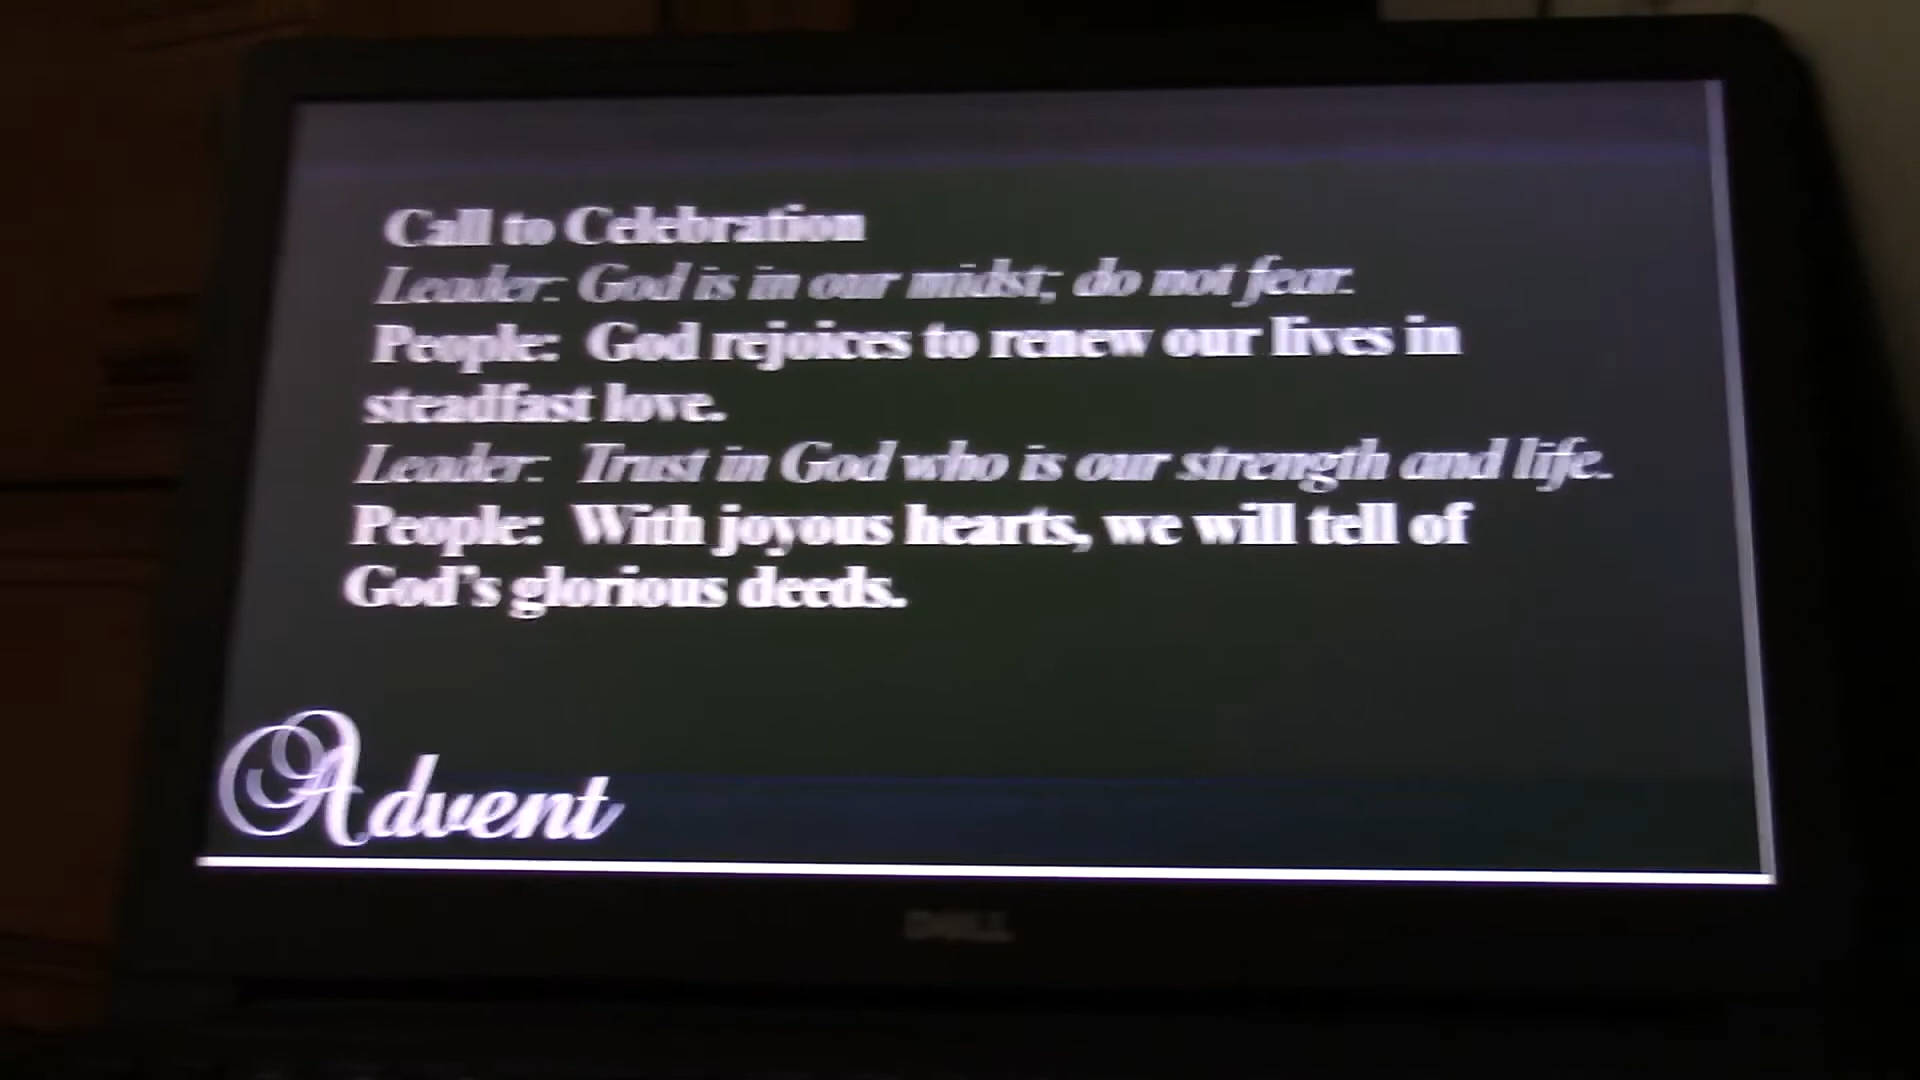 Call to Celebration
Leader: God is in our midst; do not fear.
People: God rejoices to renew our lives in
steadfast love.
Leader: Trust in God who is our strength and life.
People: With joyous hearts, we will tell of
God's glorious deeds.
Advent
DELL